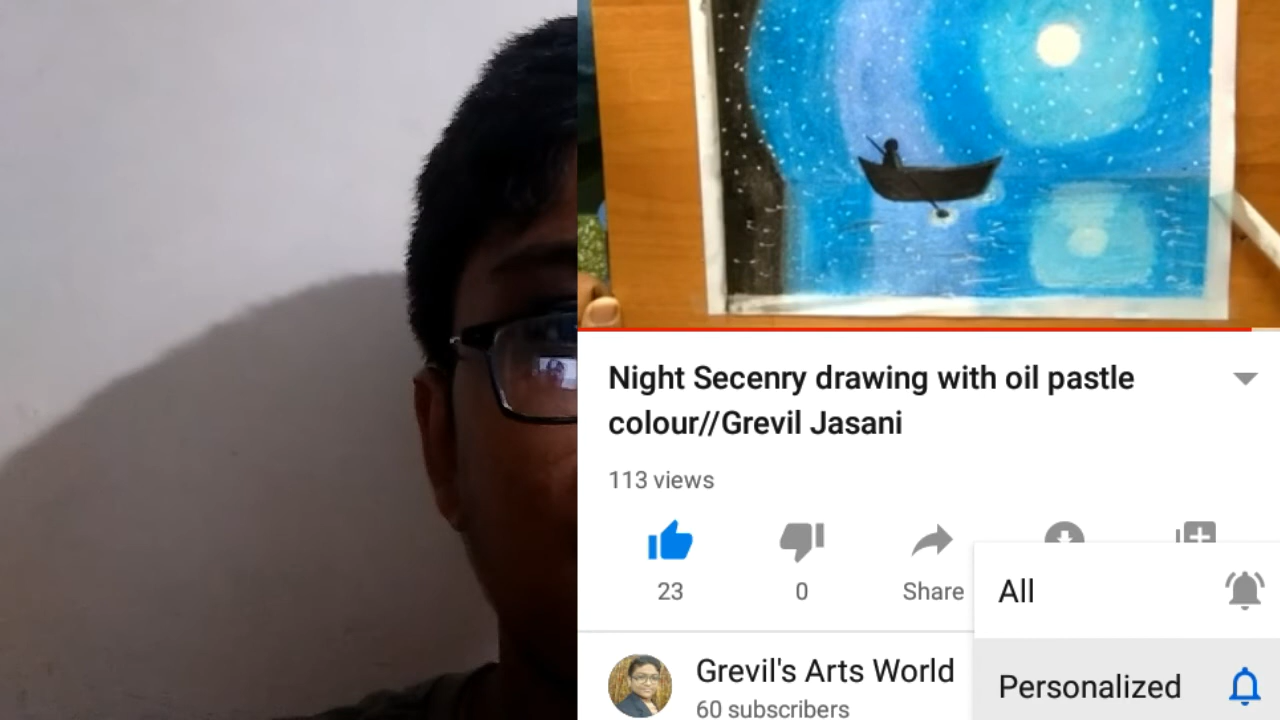 Night Secenry drawing with oil pastle
colour//Grevil Jasani
113 views
23
0
Share
All
Grevil's Arts World
60 subscribers
Personalized